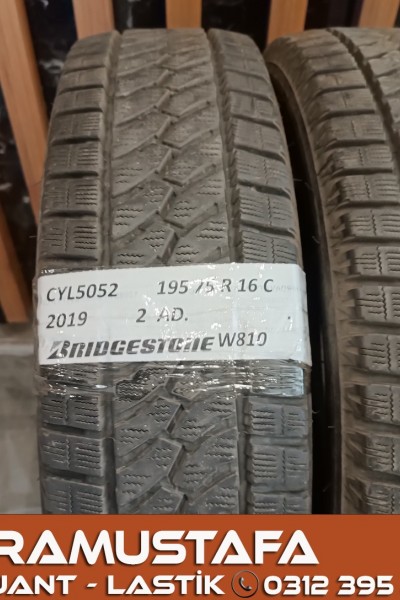 CYL5052 195 75 R 16 C
2019 2 AD.
BRIDGESTONE W810
RAMUSTAFA
JANT - LASTİK 0312 395